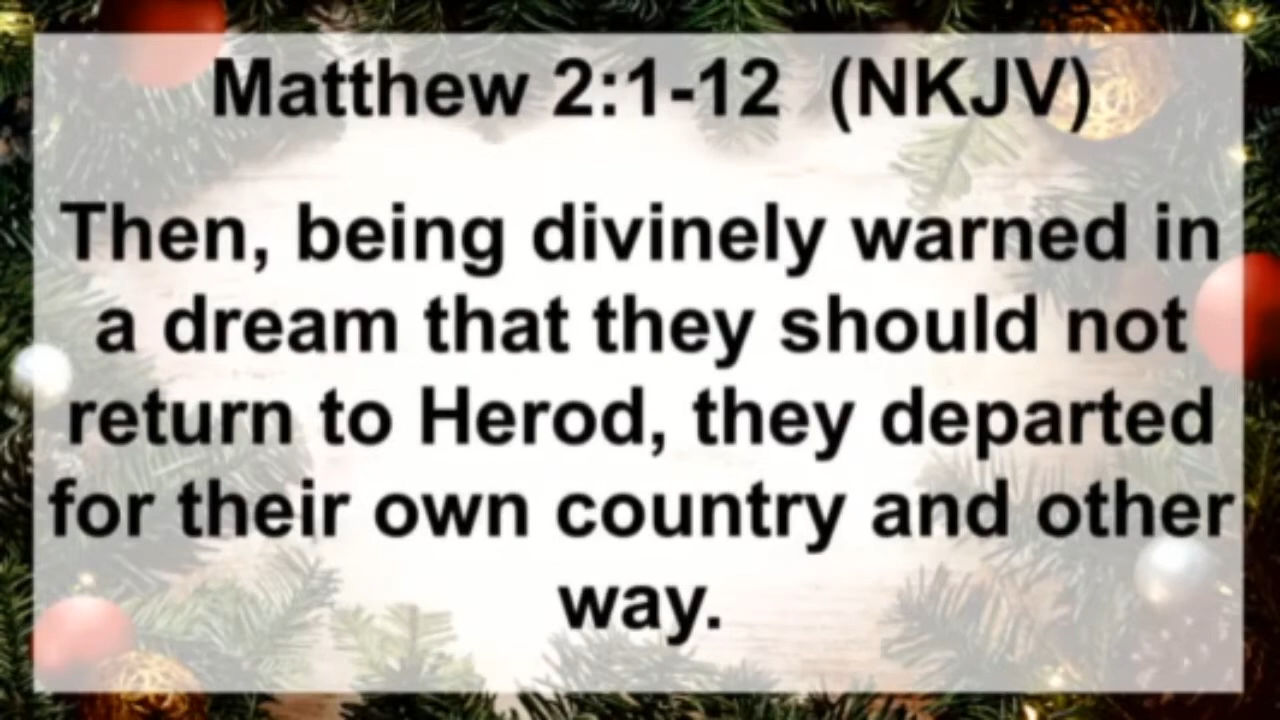 Matthew 2:1-12 (NKJV)
Then, being divinely warned in
a dream that they should not
return to Herod, they departed
for their own country and other
way.